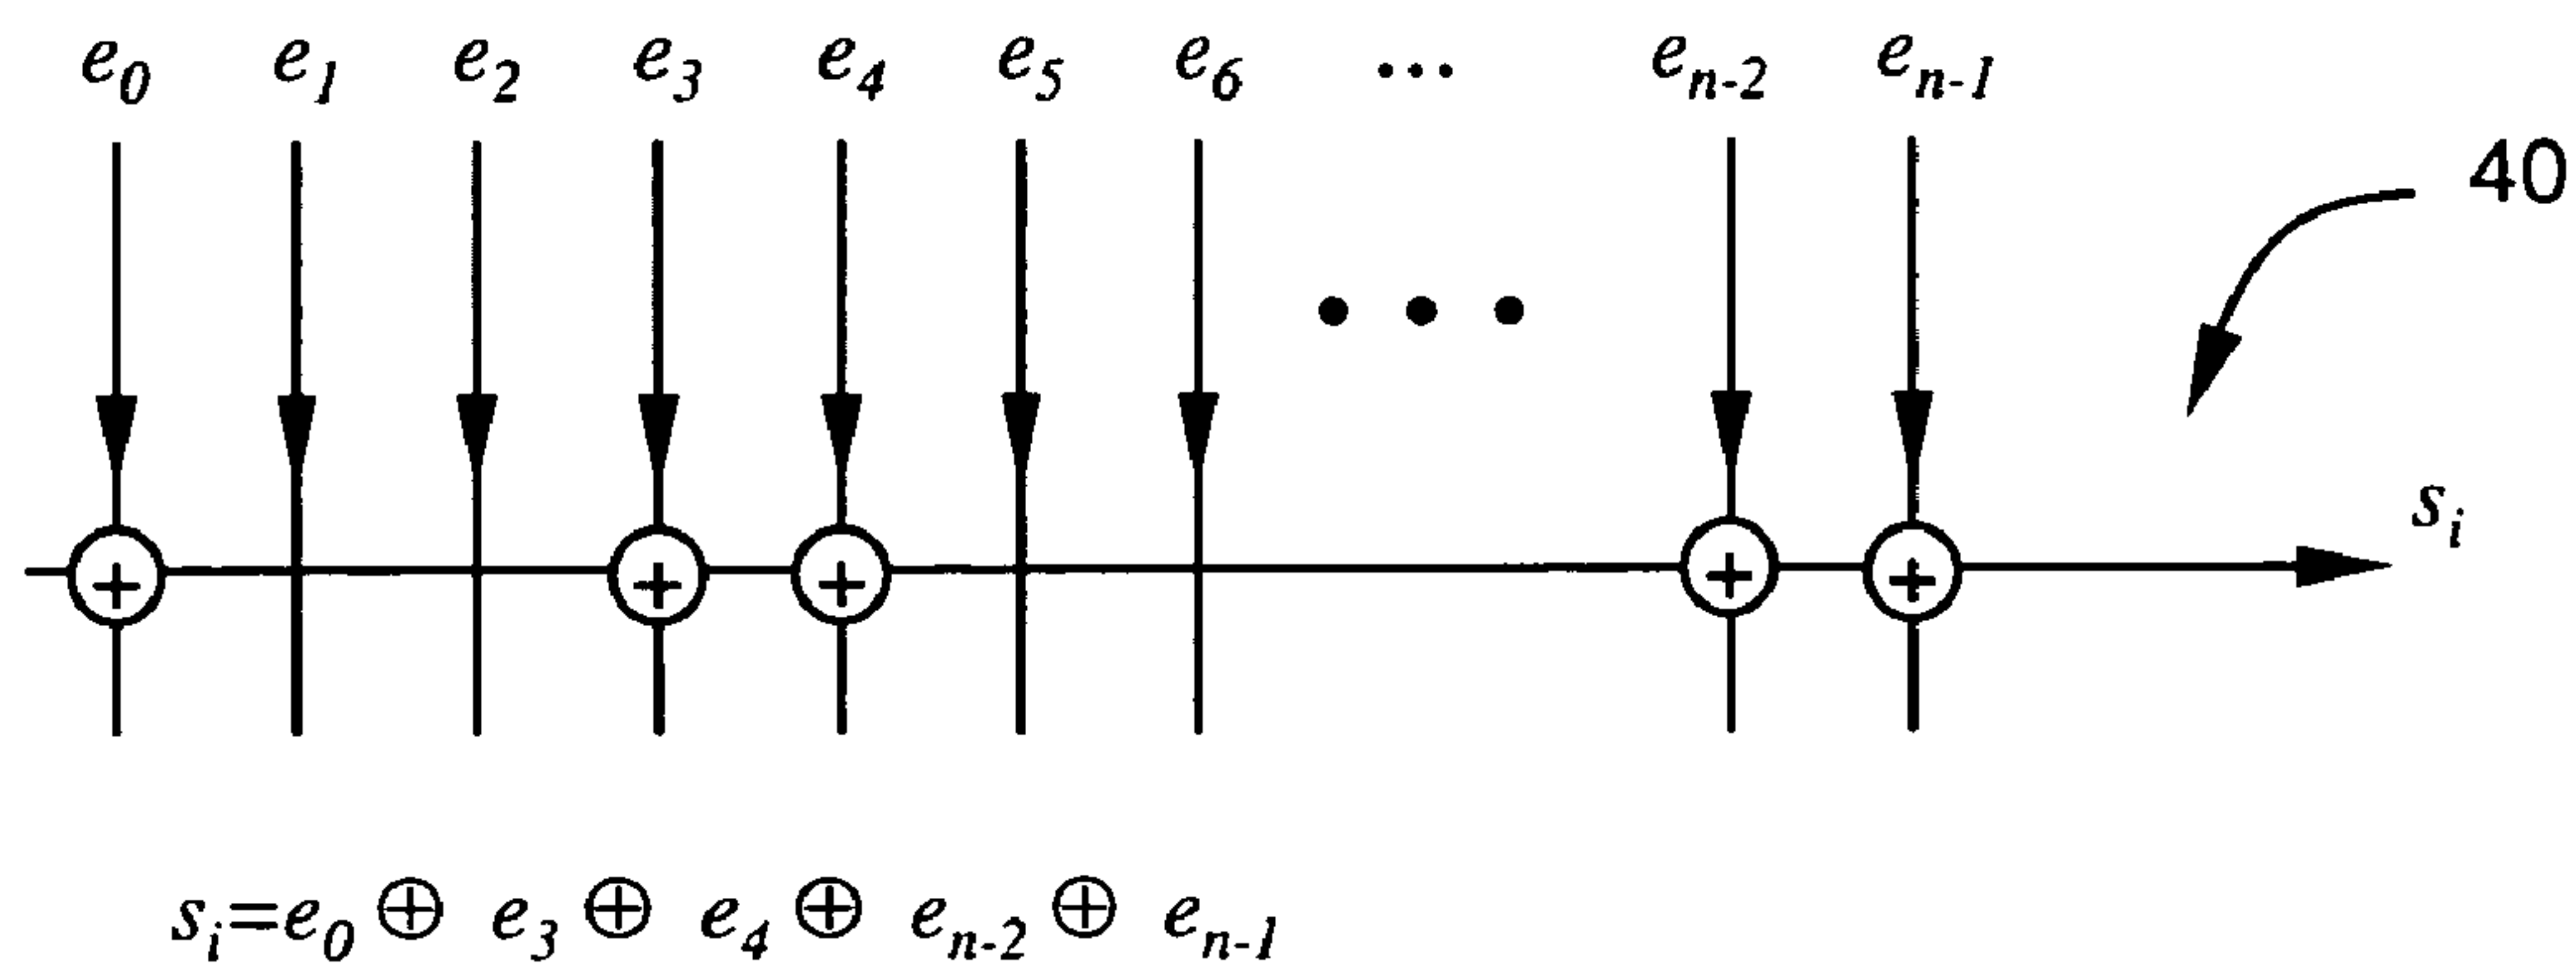 e₀ e₁ e₂ e₃ e₄ e₅ e₆ ... eₙ₋₂ eₙ₋₁
40
sᵢ
+ + + + +
sᵢ=e₀ ⊕ e₃ ⊕ e₄ ⊕ eₙ₋₂ ⊕ eₙ₋₁